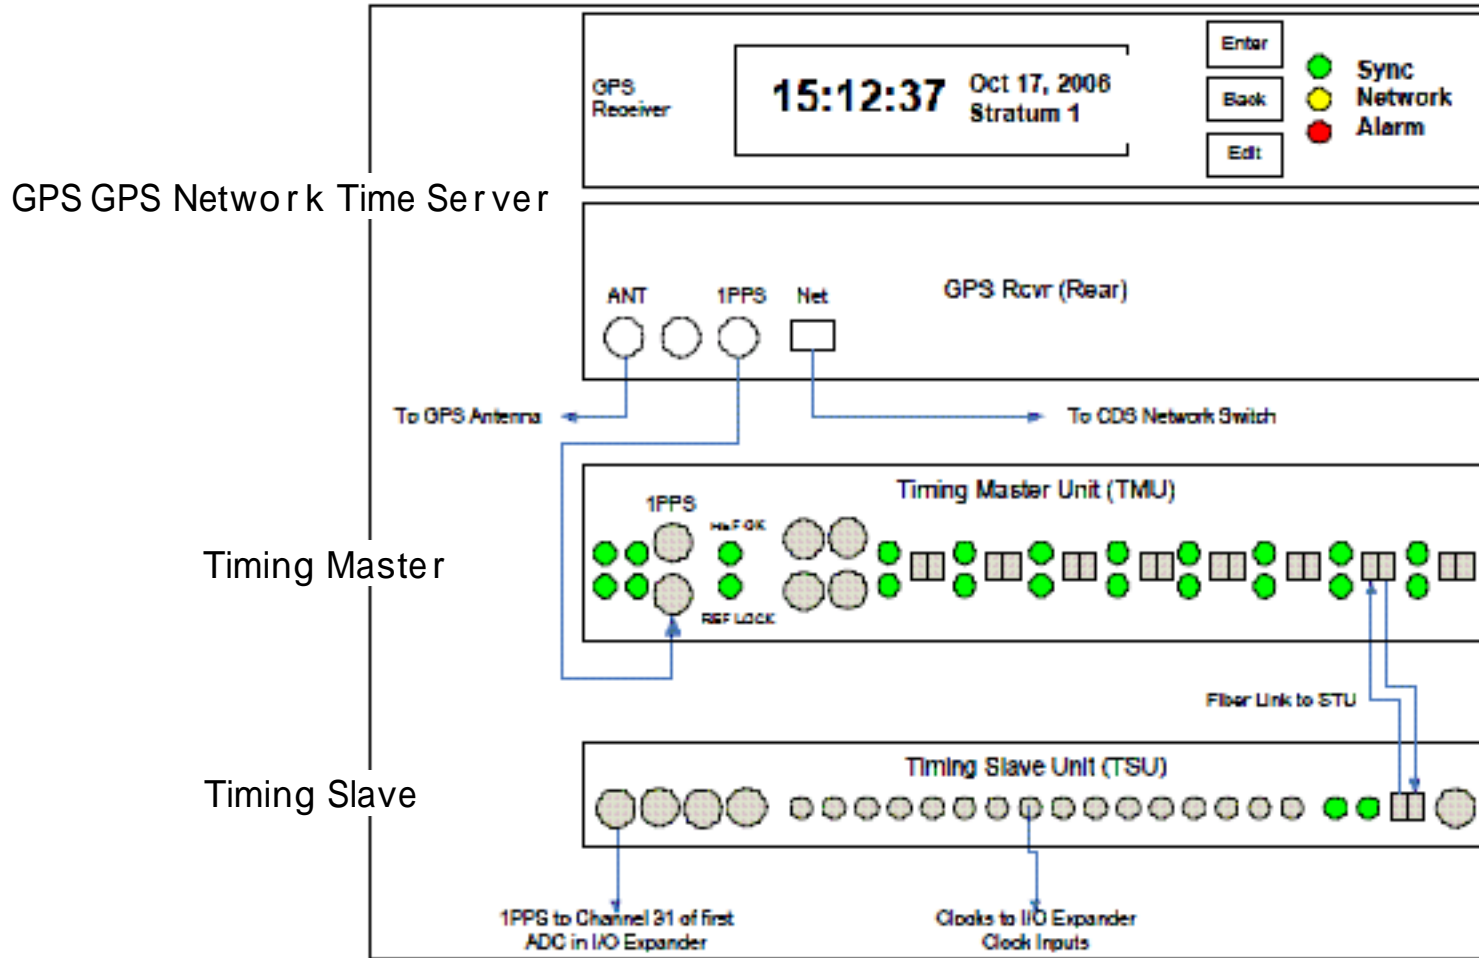 GPS
Receiver
15:12:37
Oct 17, 2006
Stratum 1
Enter
Back
Edit
Sync
Network
Alarm
GPS GPS Network Time Server
GPS Rcvr (Rear)
ANT
1PPS
Net
To GPS Antenna
To CDS Network Switch
Timing Master Unit (TMU)
1PPS
REF OK
REF LOCK
Timing Master
Fiber Link to STU
Timing Slave Unit (TSU)
Timing Slave
1PPS to Channel 31 of first
ADC in I/O Expander
Clocks to I/O Expander
Clock Inputs